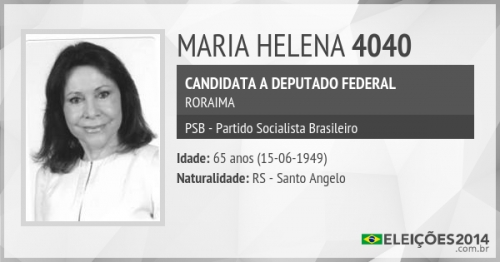 MARIA HELENA 4040
CANDIDATA A DEPUTADO FEDERAL
RORAIMA
PSB - Partido Socialista Brasileiro
Idade: 65 anos (15-06-1949)
Naturalidade: RS - Santo Angelo
ELEIÇÕES2014
.com.br